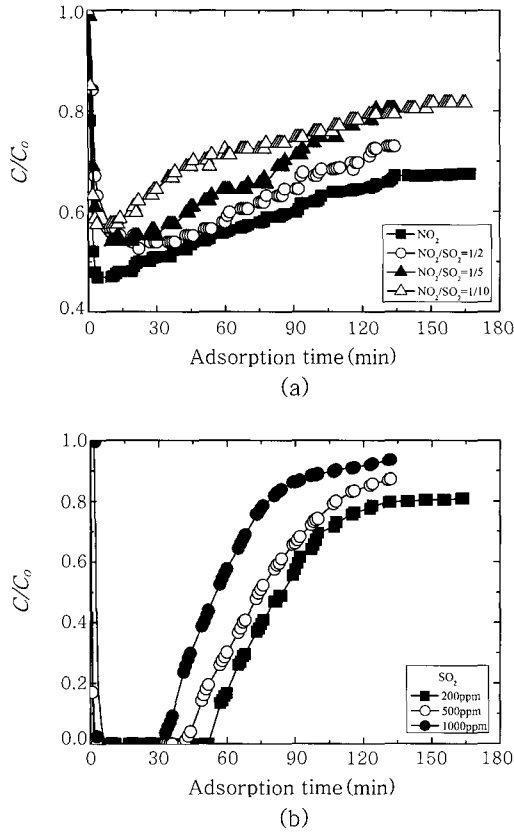 1.0
0.8
0.6
0.4
C/C₀
NO₂
NO₂/SO₂=1/2
NO₂/SO₂=1/5
NO₂/SO₂=1/10
0 30 60 90 120 150 180
Adsorption time(min)
(a)
1.0
0.8
0.6
0.4
0.2
0.0
C/C₀
SO₂
200ppm
500ppm
1000ppm
0 30 60 90 120 150 180
Adsorption time(min)
(b)